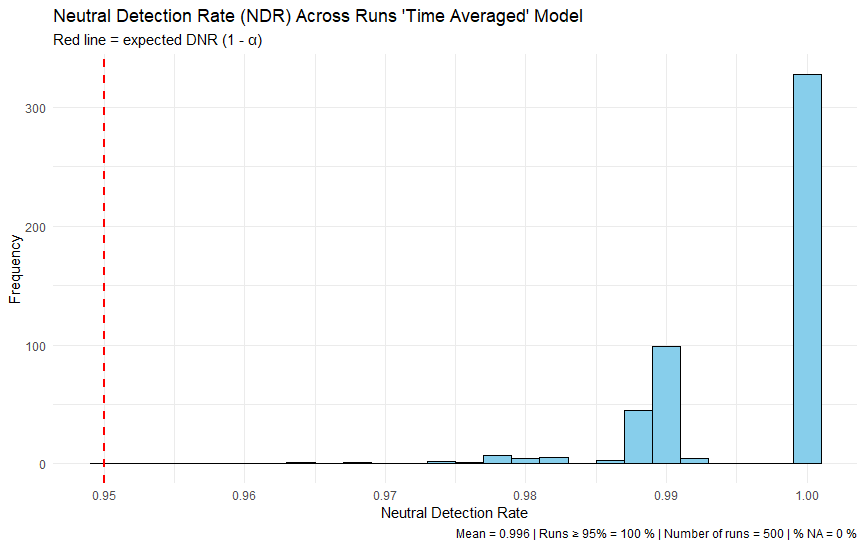 Neutral Detection Rate (NDR) Across Runs 'Time Averaged' Model
Red line = expected DNR (1 - α)
Frequency
300
200
100
0
0.95 0.96 0.97 0.98 0.99 1.00
Neutral Detection Rate
Mean = 0.996 | Runs ≥ 95% = 100 % | Number of runs = 500 | % NA = 0 %